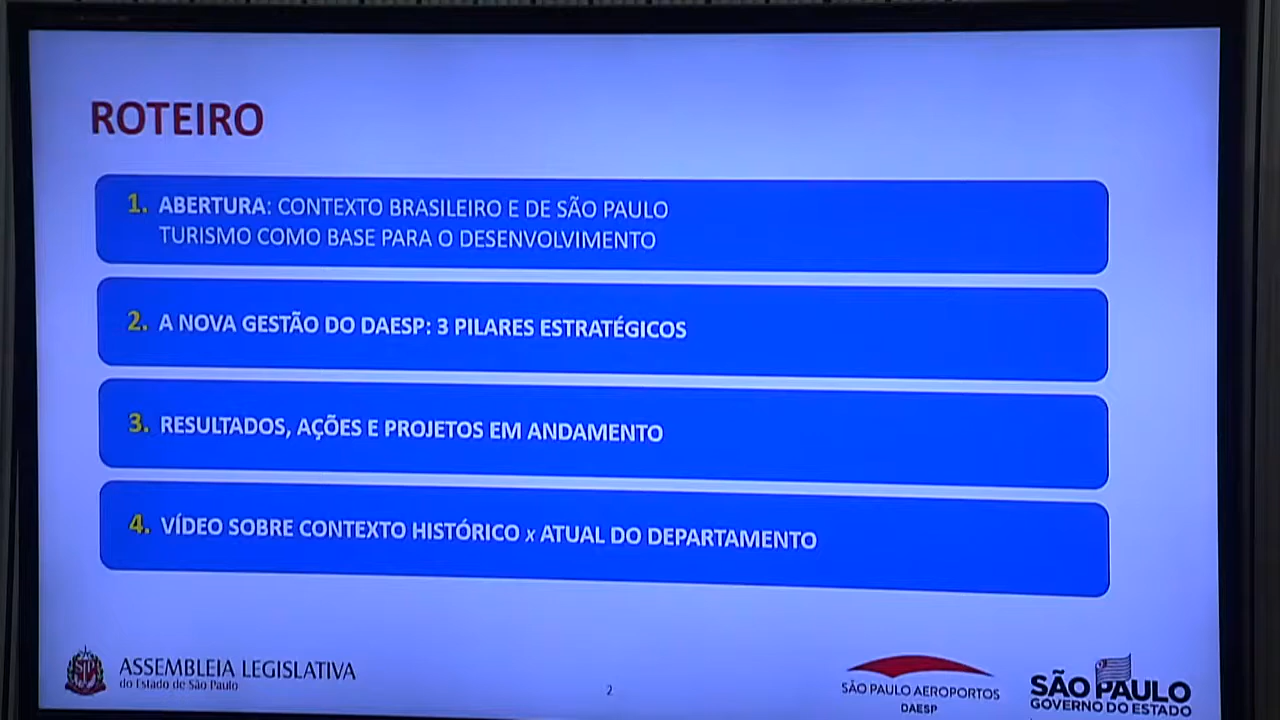 ROTEIRO
1. ABERTURA: CONTEXTO BRASILEIRO E DE SÃO PAULO
TURISMO COMO BASE PARA O DESENVOLVIMENTO
2. A NOVA GESTÃO DO DAESP: 3 PILARES ESTRATÉGICOS
3. RESULTADOS, AÇÕES E PROJETOS EM ANDAMENTO
4. VÍDEO SOBRE CONTEXTO HISTÓRICO x ATUAL DO DEPARTAMENTO
ASSEMBLEIA LEGISLATIVA
do Estado de São Paulo
2
SÃO PAULO AEROPORTOS
DAESP
SÃO PAULO
GOVERNO DO ESTADO